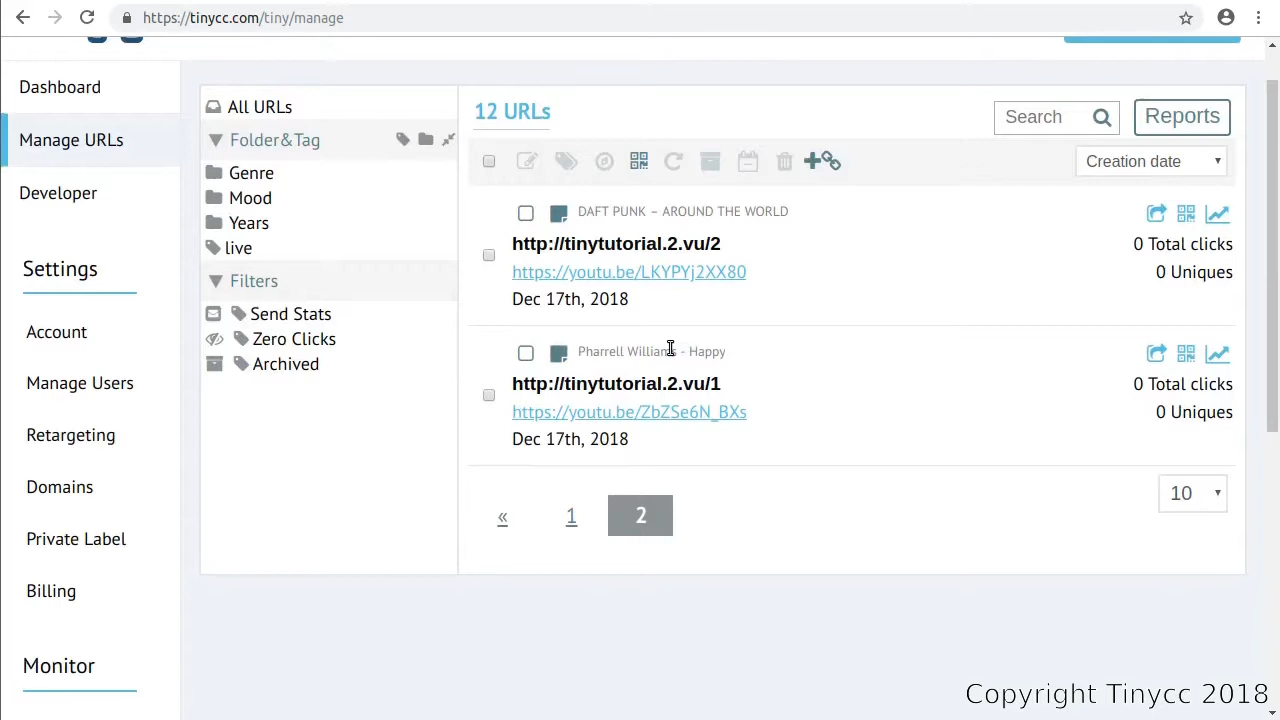 https://tinycc.com/tiny/manage
Dashboard
Manage URLs
Developer
Settings
Account
Manage Users
Retargeting
Domains
Private Label
Billing
Monitor
All URLs
Folder&Tag
Genre
Mood
Years
live
Filters
Send Stats
Zero Clicks
Archived
12 URLs
Search
Reports
Creation date
DAFT PUNK – AROUND THE WORLD
http://tinytutorial.2.vu/2
0 Total clicks
https://youtu.be/LKYPYj2XX80
0 Uniques
Dec 17th, 2018
Pharrell Williams - Happy
http://tinytutorial.2.vu/1
0 Total clicks
https://youtu.be/ZbZSe6N_BXs
0 Uniques
Dec 17th, 2018
« 1 2
10
Copyright Tinycc 2018